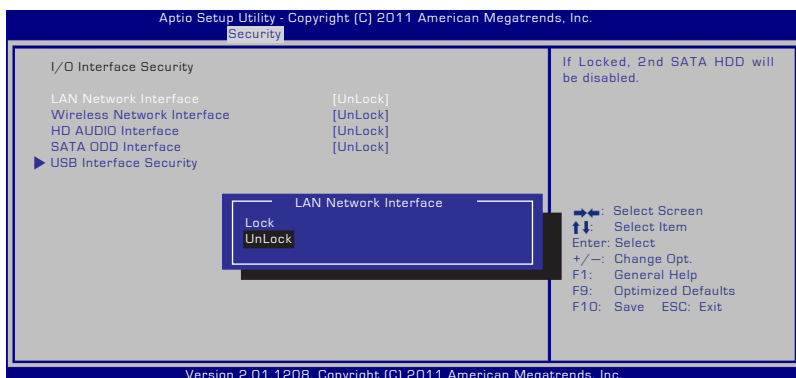 Aptio Setup Utility - Copyright (C) 2011 American Megatrends, Inc.
Security
I/O Interface Security
LAN Network Interface [UnLock]
Wireless Network Interface [UnLock]
HD AUDIO Interface [UnLock]
SATA ODD Interface [UnLock]
USB Interface Security
If Locked, 2nd SATA HDD will
be disabled.
LAN Network Interface
Lock
UnLock
→←: Select Screen
↑↓: Select Item
Enter: Select
+/—: Change Opt.
F1: General Help
F9: Optimized Defaults
F10: Save ESC: Exit
Version 2.01.1208. Copyright (C) 2011 American Megatrends, Inc.